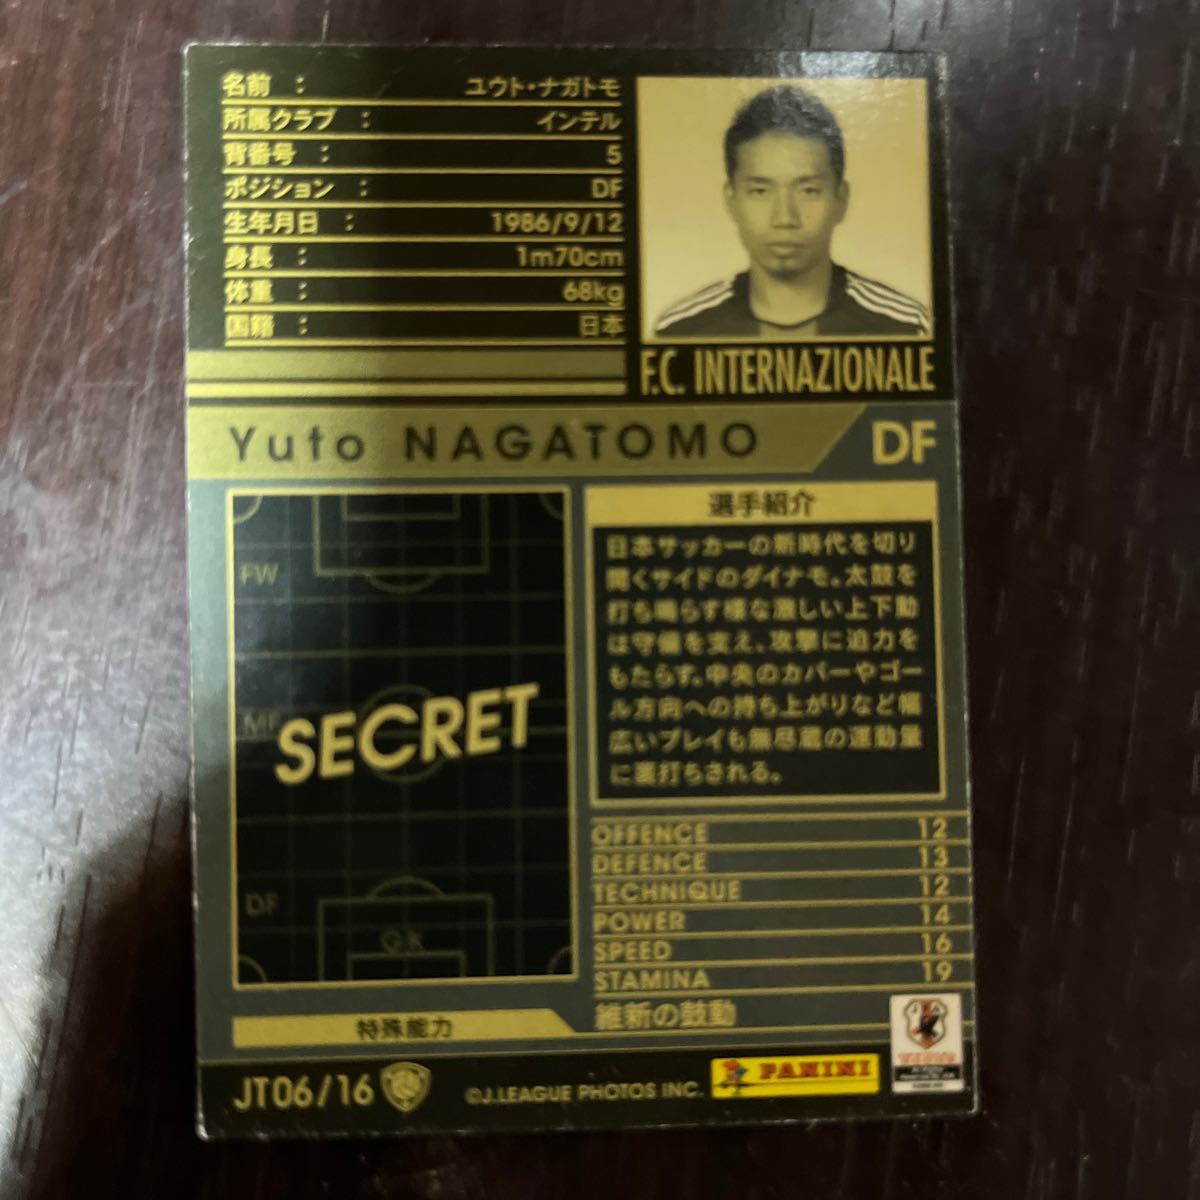 名前 : ユウト・ナガトモ
所属クラブ : インテル
背番号 : 5
ポジション : DF
生年月日 : 1986/9/12
身長 : 1m70cm
体重 : 68kg
国籍 : 日本
F.C. INTERNAZIONALE
Yuto NAGATOMO DF
FW
MF
SECRET
DF
GK
選手紹介
日本サッカーの新時代を切り
開くサイドのダイナモ。太鼓を
打ち鳴らす様な激しい上下動
は守備を支え、攻撃に迫力を
もたらす。中央のカバーやゴー
ル方向への持ち上がりなど幅
広いプレイも無尽蔵の運動量
に裏打ちされる。
OFFENCE 12
DEFENCE 13
TECHNIQUE 12
POWER 14
SPEED 16
STAMINA 19
特殊能力 維新の鼓動
JT06/16
©J.LEAGUE PHOTOS INC.
PANINI